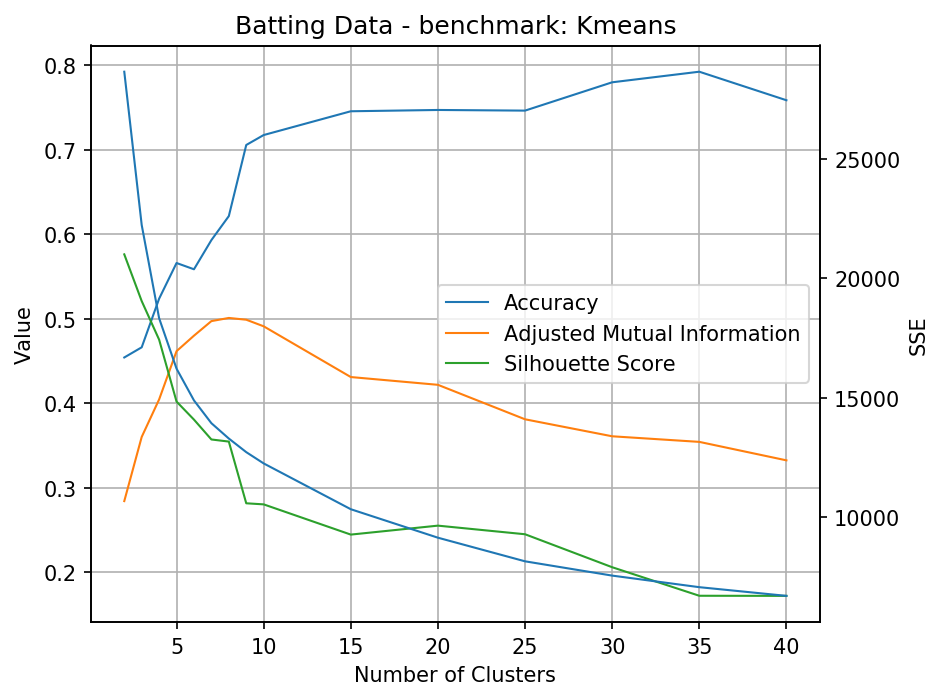 Batting Data - benchmark: Kmeans
0.8
0.7
0.6
0.5
0.4
0.3
0.2
Value
25000
20000
15000
10000
SSE
Accuracy
Adjusted Mutual Information
Silhouette Score
5 10 15 20 25 30 35 40
Number of Clusters